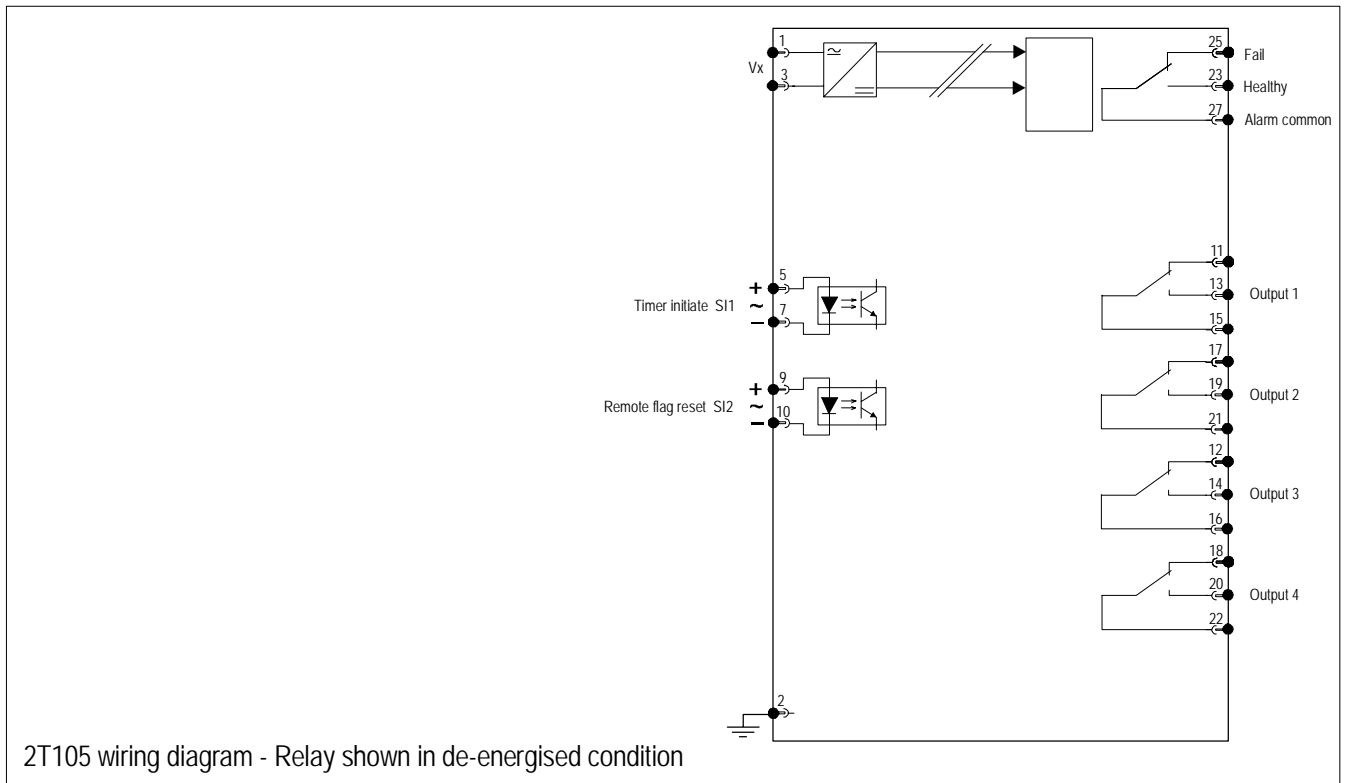 1
Vx
3
25
Fail
23
Healthy
27
Alarm common
5
+
Timer initiate SI1
~
7
−
9
+
Remote flag reset SI2
~
10
−
11
13
Output 1
15
17
19
Output 2
21
12
14
Output 3
16
18
20
Output 4
22
2
2T105 wiring diagram - Relay shown in de-energised condition